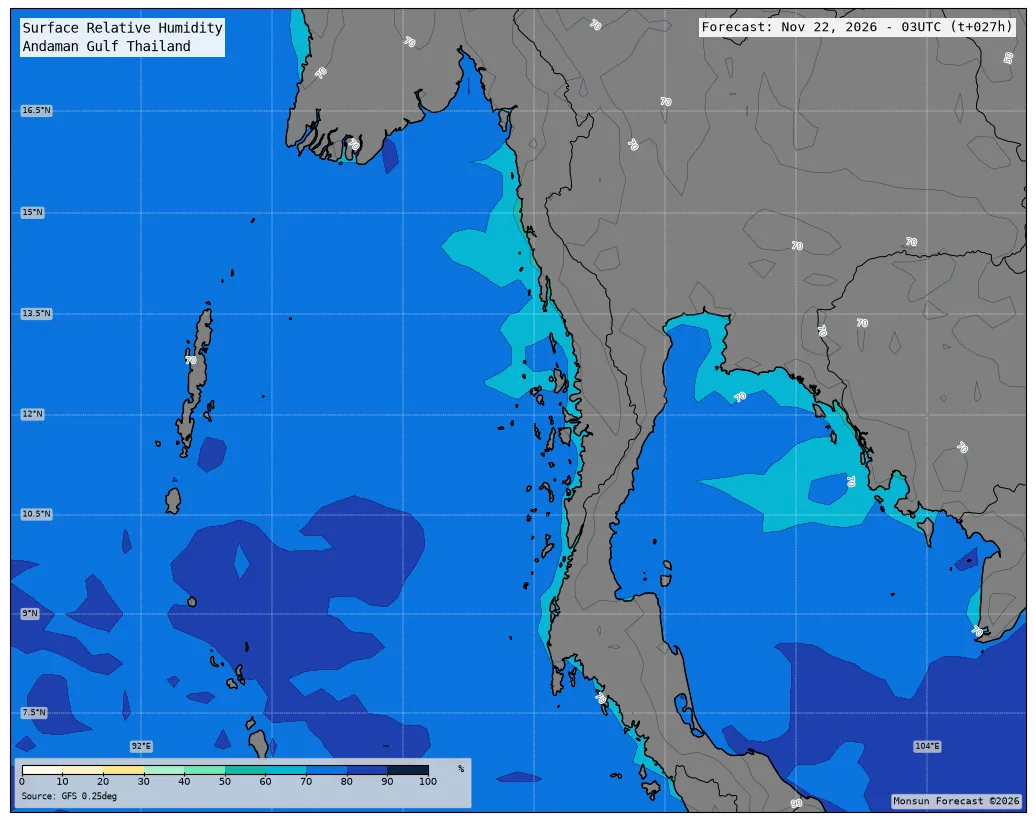 Surface Relative Humidity
Andaman Gulf Thailand
Forecast: Nov 22, 2026 - 03UTC (t+027h)
70
70
70
50
70
16.5°N
70
70
15°N
70
70
13.5°N
70
70
70
12°N
70
70
70
10.5°N
9°N
70
70
7.5°N
92°E
104°E
%
0 10 20 30 40 50 60 70 80 90 100
Source: GFS 0.25deg
90
Monsun Forecast ©2026